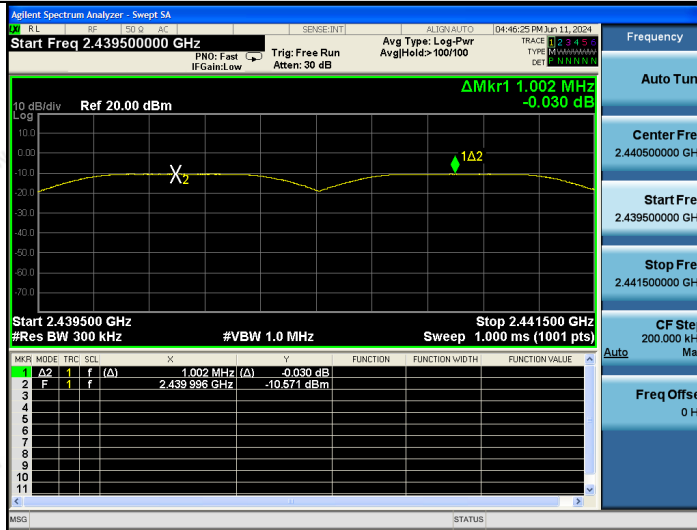 Agilent Spectrum Analyzer - Swept SA
LXI RL RF 50 Ω AC SENSE:INT ALIGN AUTO 04:46:25 PM Jun 11, 2024
Start Freq 2.439500000 GHz
PNO: Fast
IFGain:Low
Trig: Free Run
Atten: 30 dB
Avg Type: Log-Pwr
Avg|Hold:>100/100
TRACE 1 2 3 4 5 6
TYPE M W W W W W
DET P N N N N N
ΔMkr1 1.002 MHz
-0.030 dB
10 dB/div Ref 20.00 dBm
Log
10.0
0.00
-10.0
-20.0
-30.0
-40.0
-50.0
-60.0
-70.0
X2
1Δ2
Start 2.439500 GHz Stop 2.441500 GHz
#Res BW 300 kHz #VBW 1.0 MHz Sweep 1.000 ms (1001 pts)
MKR MODE TRC SCL X Y FUNCTION FUNCTION WIDTH FUNCTION VALUE
1 Δ2 1 f (Δ) 1.002 MHz (Δ) -0.030 dB
2 F 1 f 2.439 996 GHz -10.571 dBm
3
4
5
6
7
8
9
10
11
MSG STATUS
Frequency
Auto Tun
Center Fre
2.440500000 GH
Start Fre
2.439500000 GH
Stop Fre
2.441500000 GH
CF Ste
200.000 kH
Auto Ma
Freq Offse
0 H